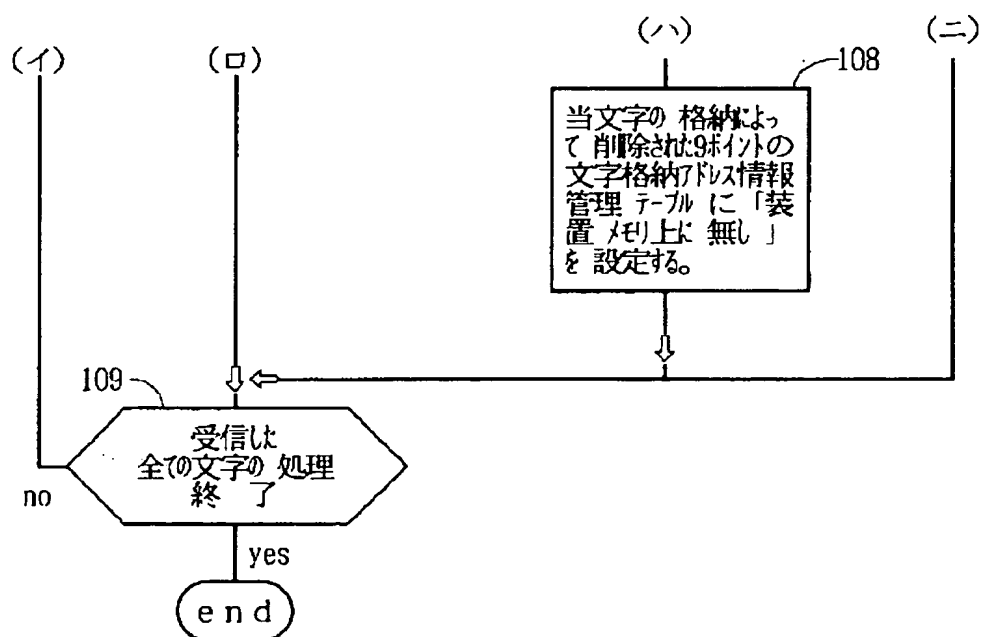 (イ)
(ロ)
(ハ)
(ニ)
108
当文字の 格納によっ
て 削除された9ポイントの
文字格納アドレス情報
管理 テーブル に 「装
置 メモリ上に 無し 」
を 設定する。
109
受信した
全ての文字の 処理
終 了
no
yes
end